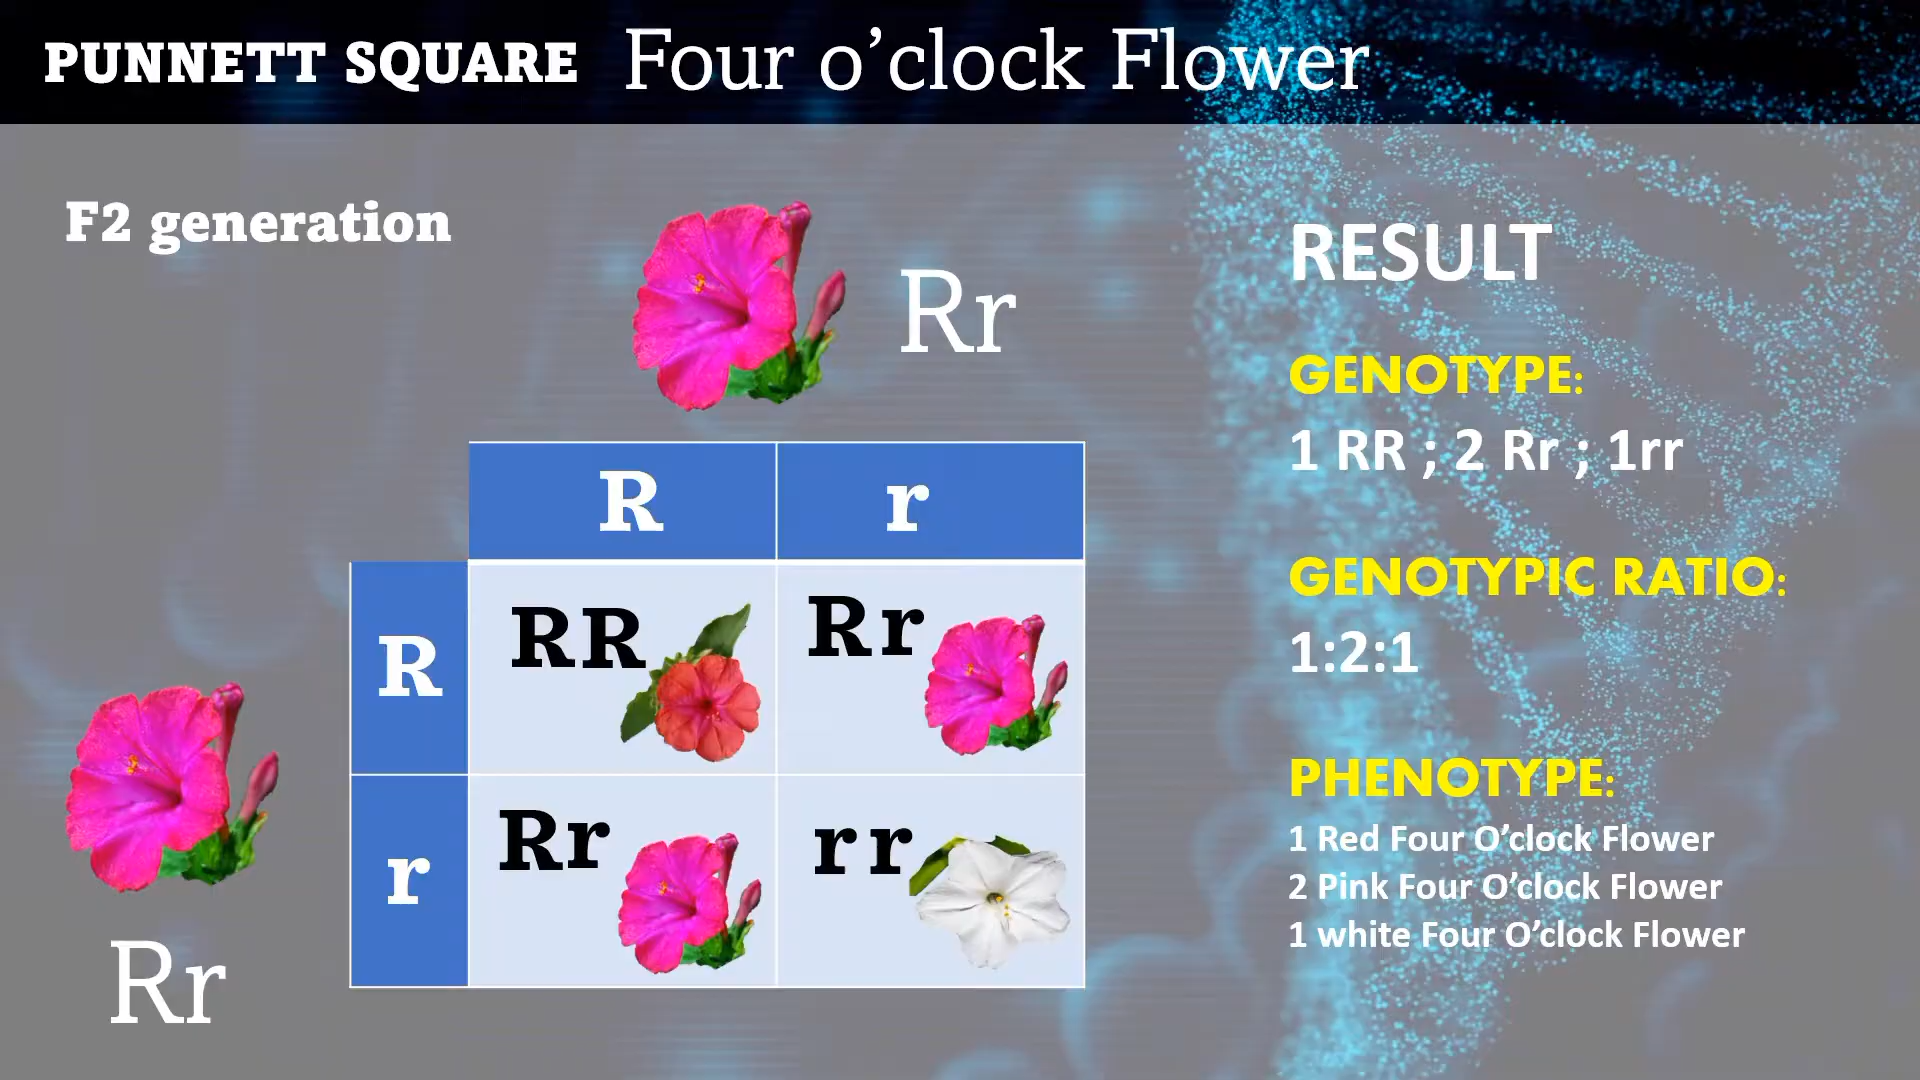 PUNNETT SQUARE Four o’clock Flower
F2 generation
Rr
R r
R RR Rr
r Rr rr
Rr
RESULT
GENOTYPE:
1 RR ; 2 Rr ; 1rr
GENOTYPIC RATIO:
1:2:1
PHENOTYPE:
1 Red Four O’clock Flower
2 Pink Four O’clock Flower
1 white Four O’clock Flower